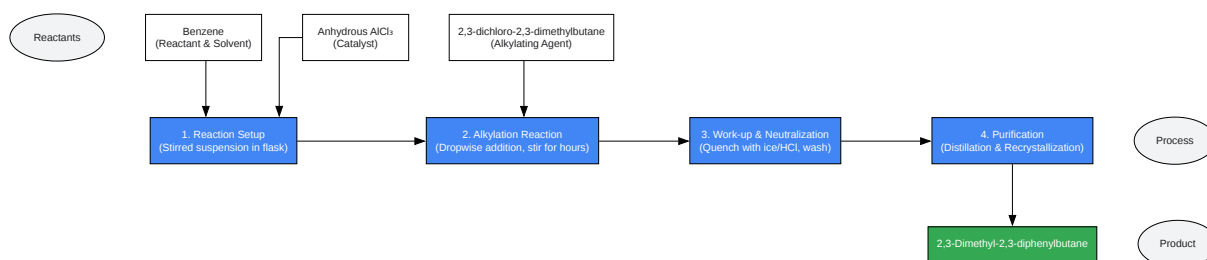 Reactants
Benzene
(Reactant & Solvent)
Anhydrous AlCl₃
(Catalyst)
2,3-dichloro-2,3-dimethylbutane
(Alkylating Agent)
1. Reaction Setup
(Stirred suspension in flask)
2. Alkylation Reaction
(Dropwise addition, stir for hours)
3. Work-up & Neutralization
(Quench with ice/HCl, wash)
4. Purification
(Distillation & Recrystallization)
Process
2,3-Dimethyl-2,3-diphenylbutane
Product